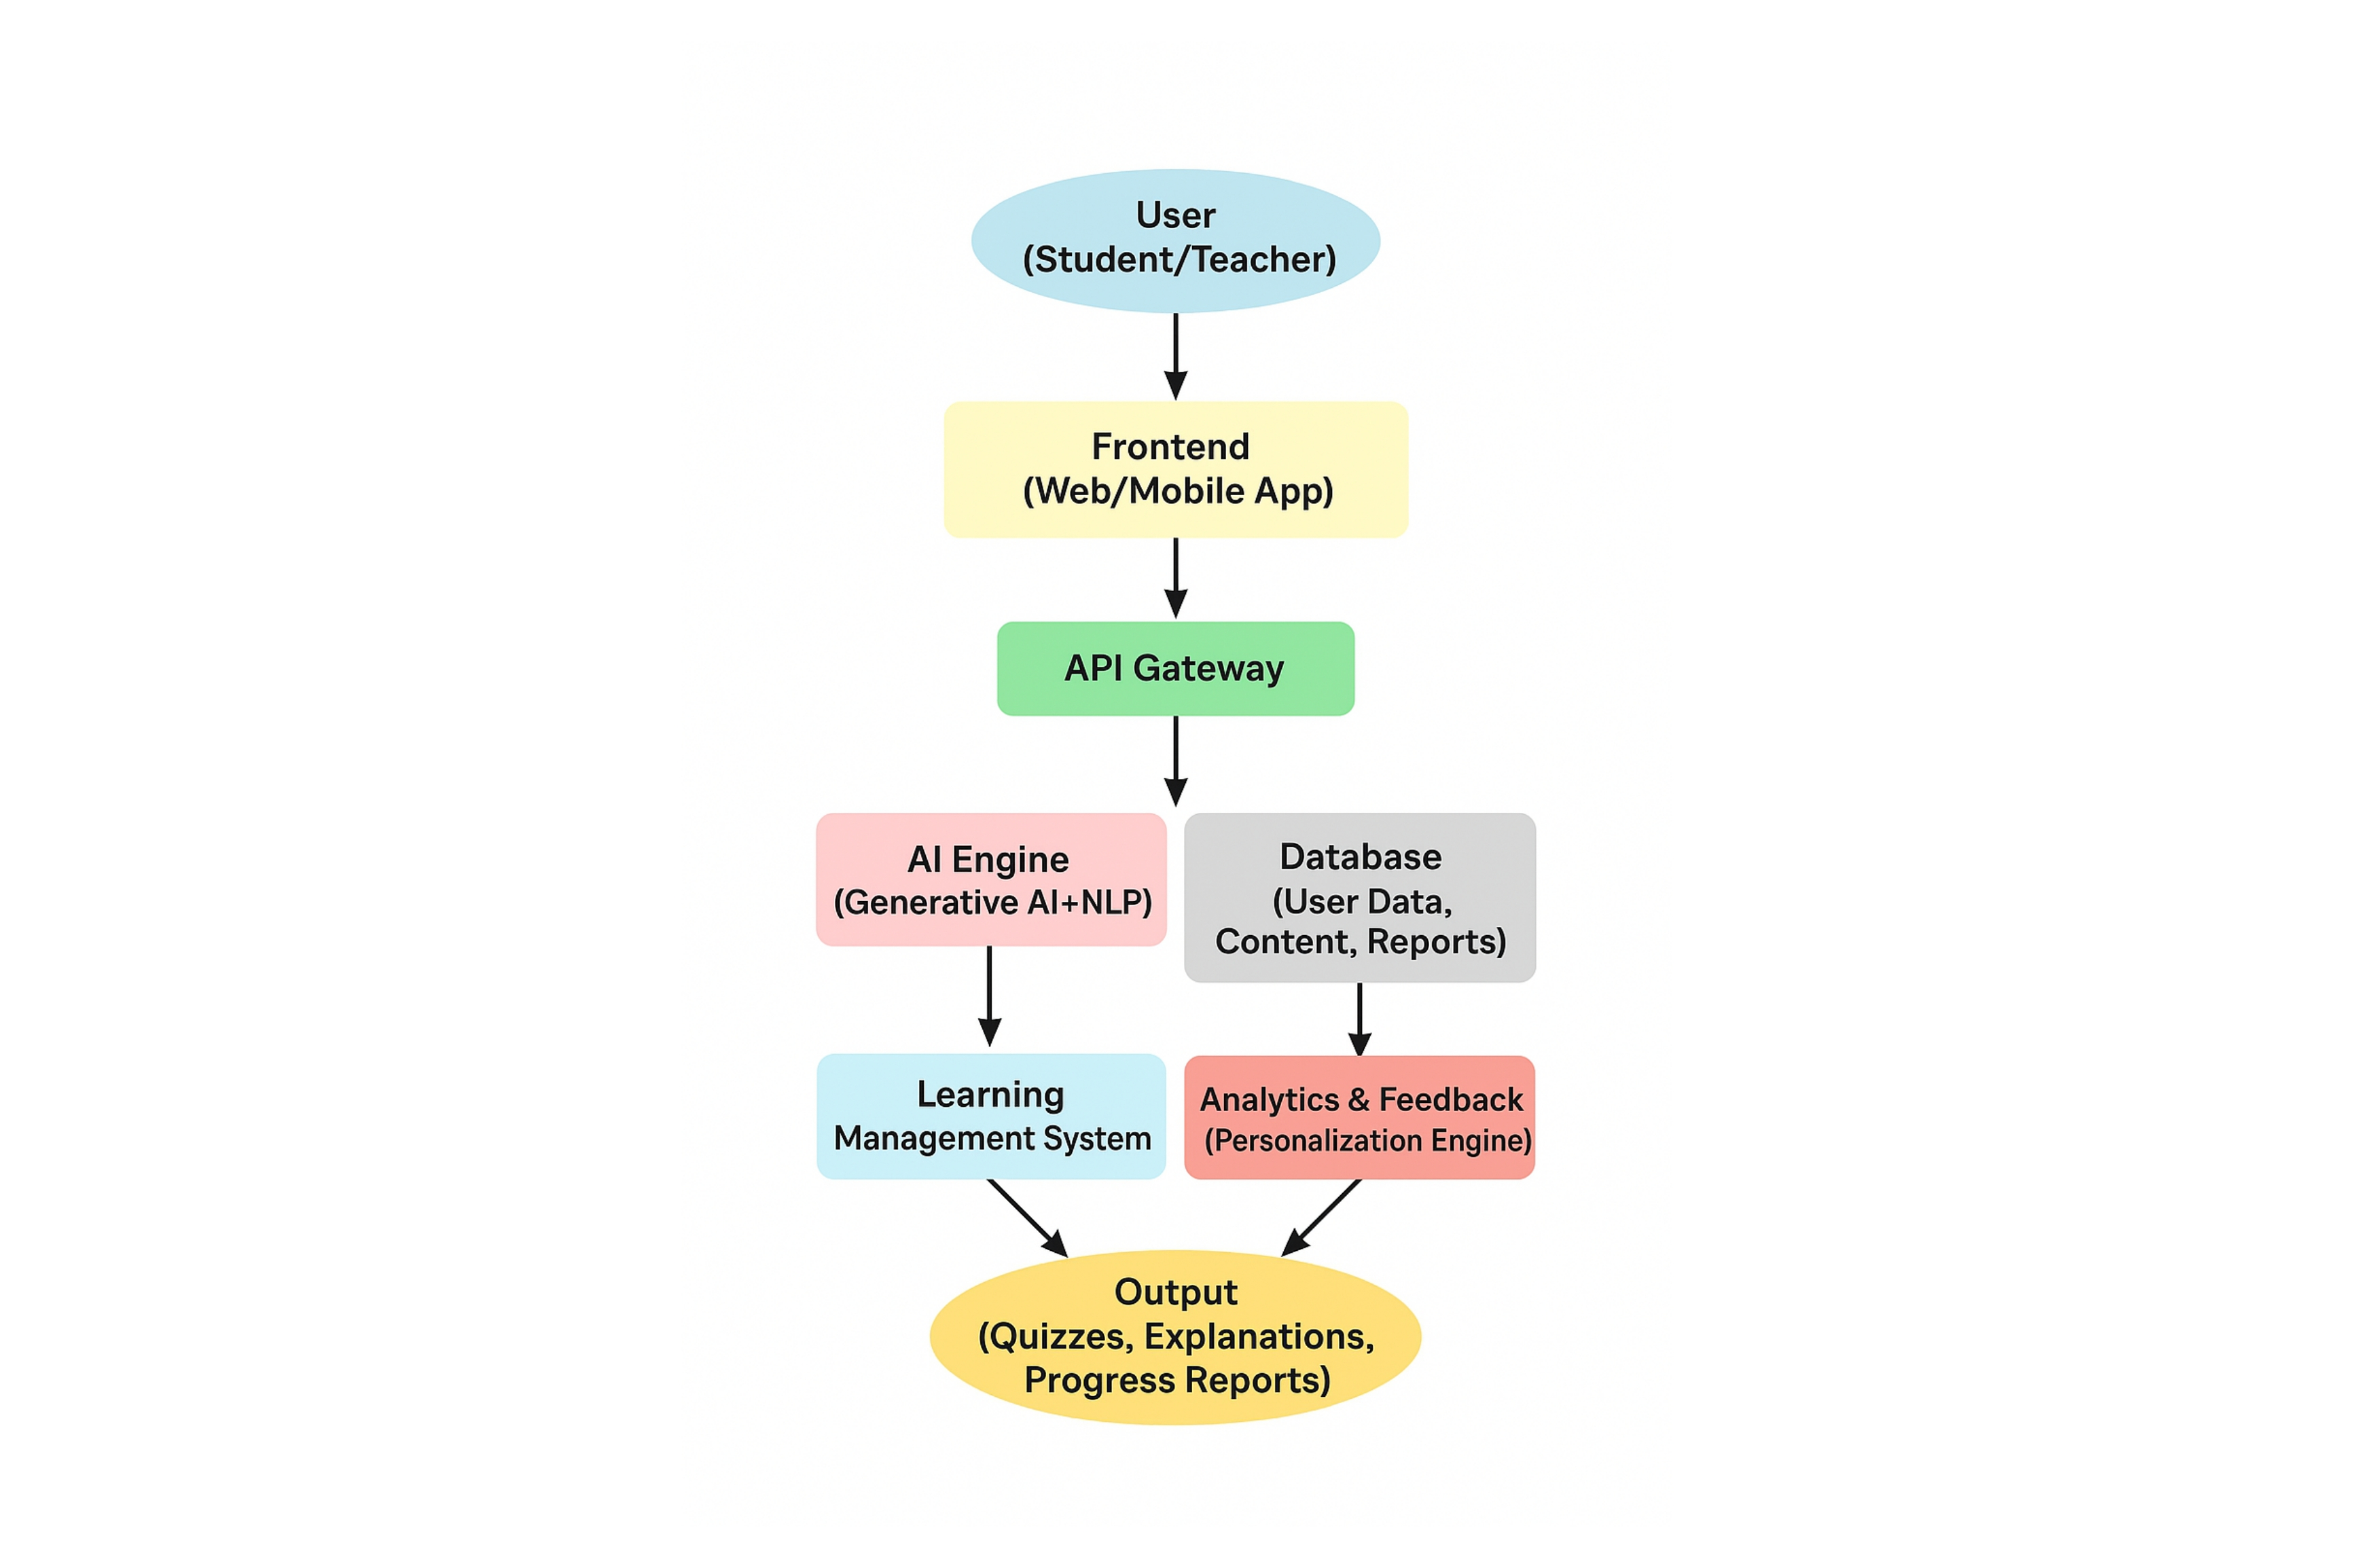 User
(Student/Teacher)
Frontend
(Web/Mobile App)
API Gateway
AI Engine
(Generative AI+NLP)
Database
(User Data,
Content, Reports)
Learning
Management System
Analytics & Feedback
(Personalization Engine)
Output
(Quizzes, Explanations,
Progress Reports)